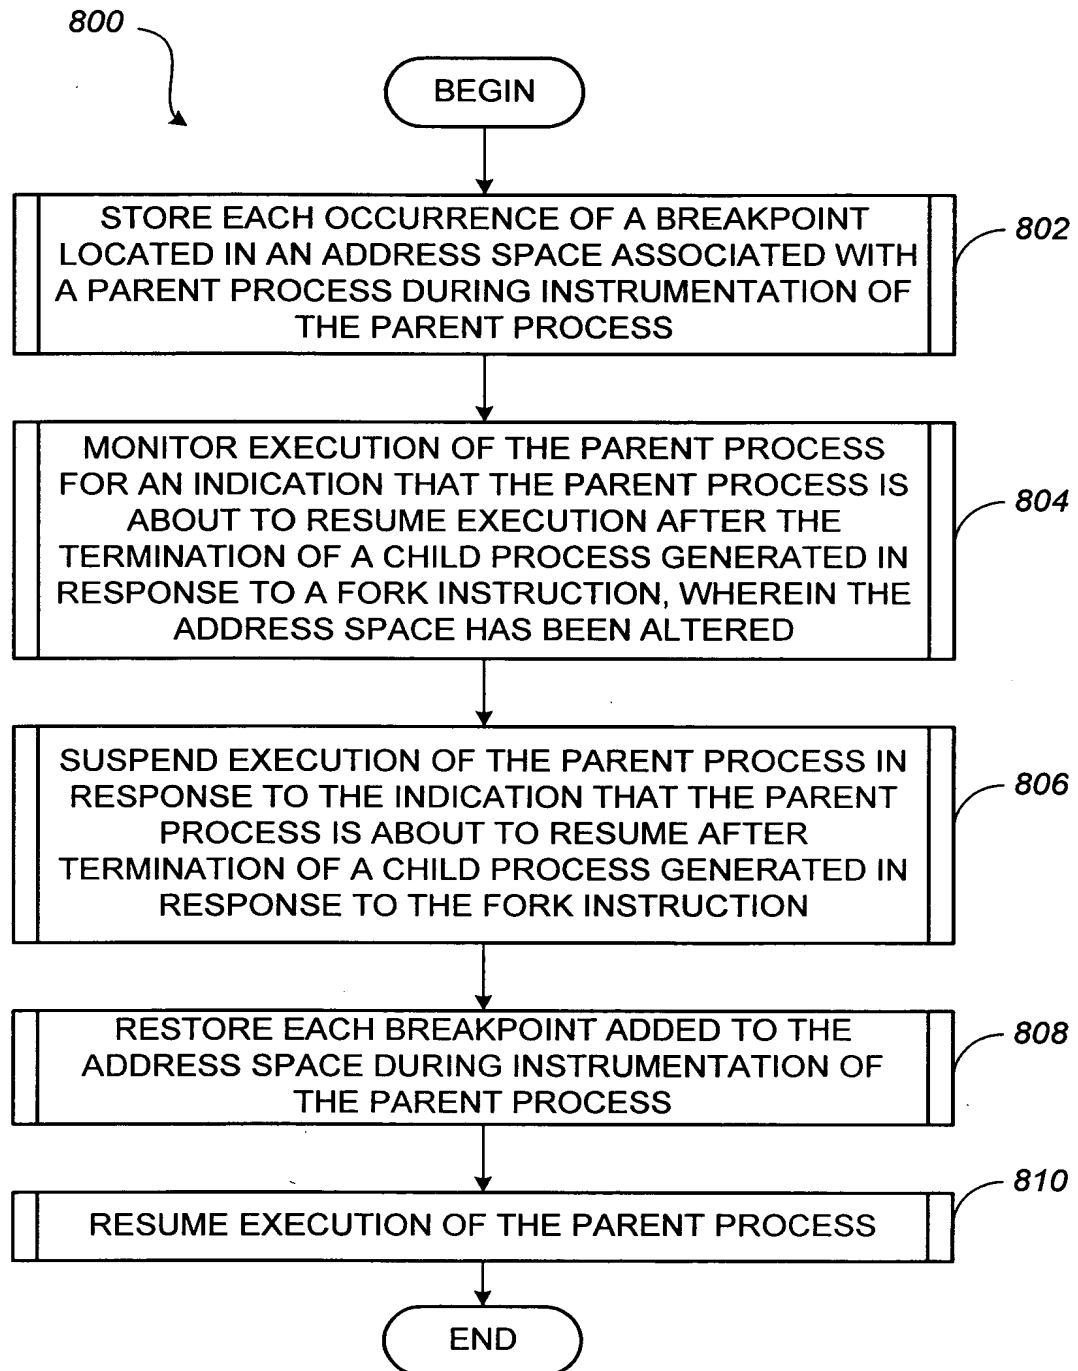 800
BEGIN
STORE EACH OCCURRENCE OF A BREAKPOINT
LOCATED IN AN ADDRESS SPACE ASSOCIATED WITH
A PARENT PROCESS DURING INSTRUMENTATION OF
THE PARENT PROCESS
802
MONITOR EXECUTION OF THE PARENT PROCESS
FOR AN INDICATION THAT THE PARENT PROCESS IS
ABOUT TO RESUME EXECUTION AFTER THE
TERMINATION OF A CHILD PROCESS GENERATED IN
RESPONSE TO A FORK INSTRUCTION, WHEREIN THE
ADDRESS SPACE HAS BEEN ALTERED
804
SUSPEND EXECUTION OF THE PARENT PROCESS IN
RESPONSE TO THE INDICATION THAT THE PARENT
PROCESS IS ABOUT TO RESUME AFTER
TERMINATION OF A CHILD PROCESS GENERATED IN
RESPONSE TO THE FORK INSTRUCTION
806
RESTORE EACH BREAKPOINT ADDED TO THE
ADDRESS SPACE DURING INSTRUMENTATION OF
THE PARENT PROCESS
808
RESUME EXECUTION OF THE PARENT PROCESS
810
END